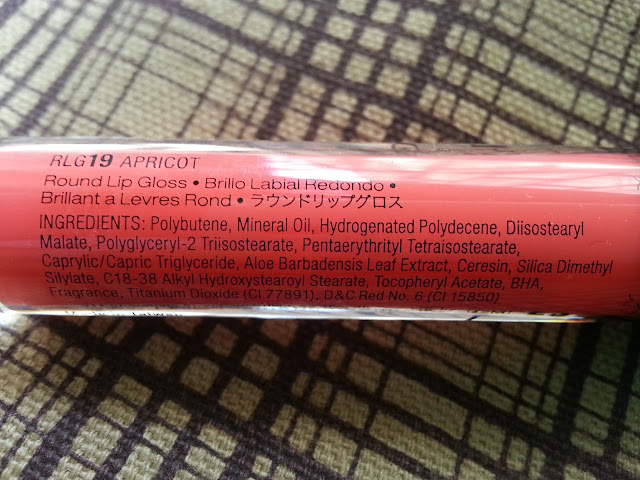 RLG19 APRICOT
Round Lip Gloss • Brillo Labial Redondo •
Brillant a Levres Rond • ラウンドリップグロス
INGREDIENTS: Polybutene, Mineral Oil, Hydrogenated Polydecene, Diisostearyl
Malate, Polyglyceryl-2 Triisostearate, Pentaerythrityl Tetraisostearate,
Caprylic/Capric Triglyceride, Aloe Barbadensis Leaf Extract, Ceresin, Silica Dimethyl
Silylate, C18-38 Alkyl Hydroxystearoyl Stearate, Tocopheryl Acetate, BHA,
Fragrance, Titanium Dioxide (CI 77891), D&C Red No. 6 (CI 15850)